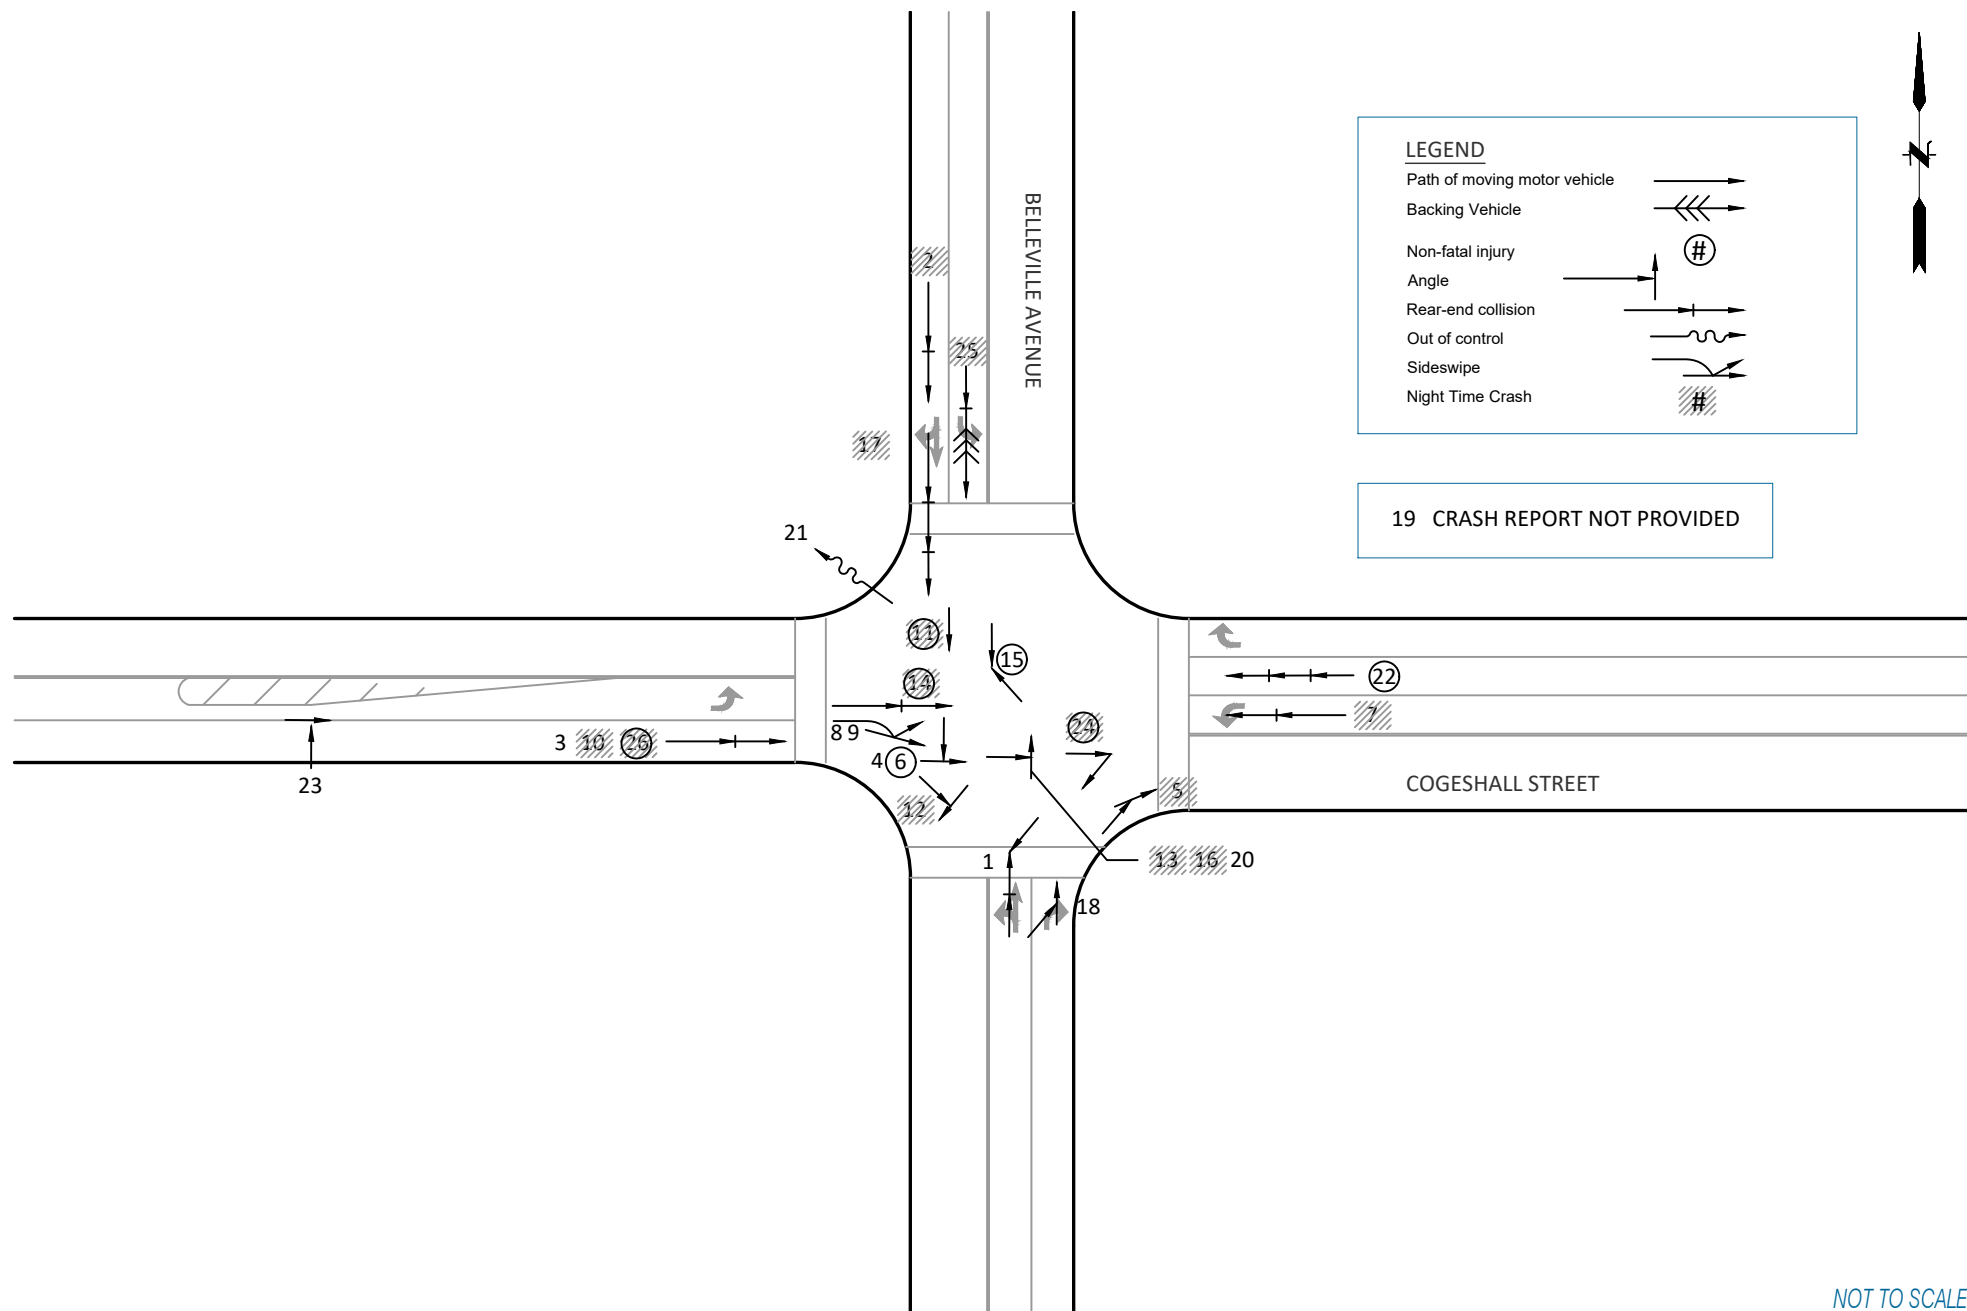 LEGEND
Path of moving motor vehicle
Backing Vehicle
Non-fatal injury #
Angle
Rear-end collision
Out of control
Sideswipe
Night Time Crash #
N
19 CRASH REPORT NOT PROVIDED
BELLEVILLE AVENUE
2
25
17
21
11
15
14
22
7
24
8 9
3 10 26
4 6
23
COGESHALL STREET
5
12
1
13 16 20
18
NOT TO SCALE